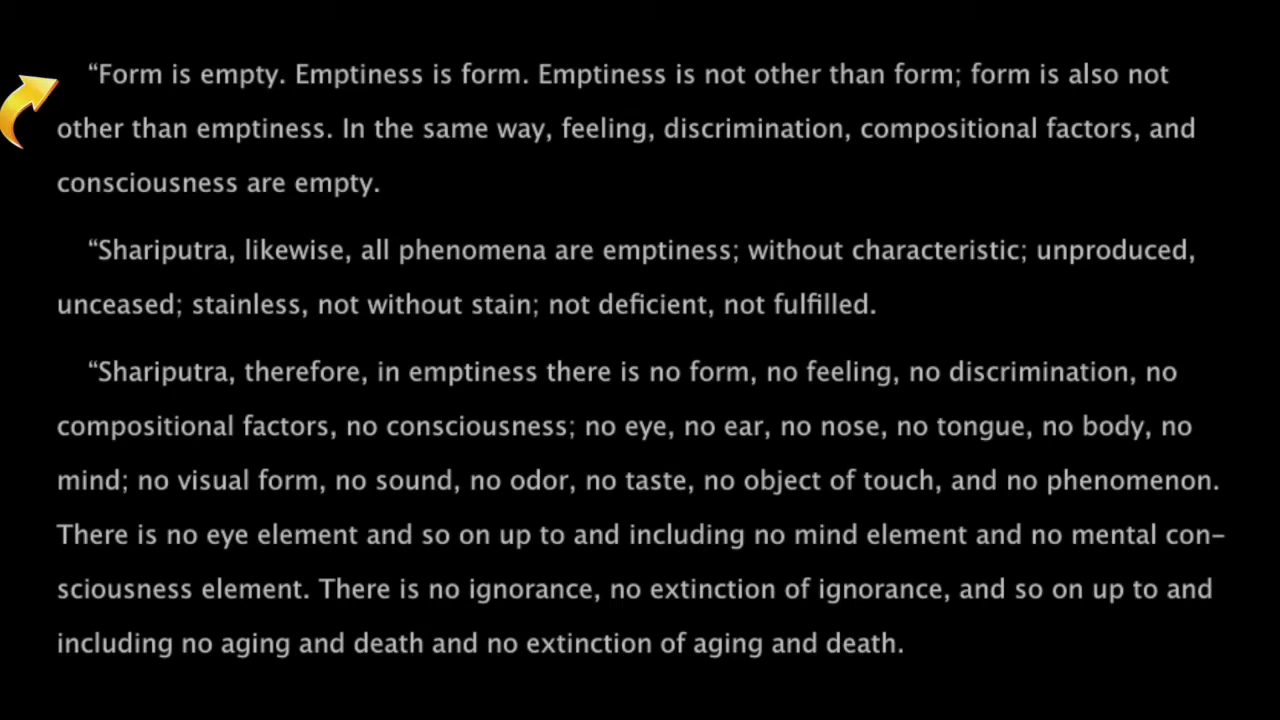 “Form is empty. Emptiness is form. Emptiness is not other than form; form is also not
other than emptiness. In the same way, feeling, discrimination, compositional factors, and
consciousness are empty.
“Shariputra, likewise, all phenomena are emptiness; without characteristic; unproduced,
unceased; stainless, not without stain; not deficient, not fulfilled.
“Shariputra, therefore, in emptiness there is no form, no feeling, no discrimination, no
compositional factors, no consciousness; no eye, no ear, no nose, no tongue, no body, no
mind; no visual form, no sound, no odor, no taste, no object of touch, and no phenomenon.
There is no eye element and so on up to and including no mind element and no mental con–
sciousness element. There is no ignorance, no extinction of ignorance, and so on up to and
including no aging and death and no extinction of aging and death.